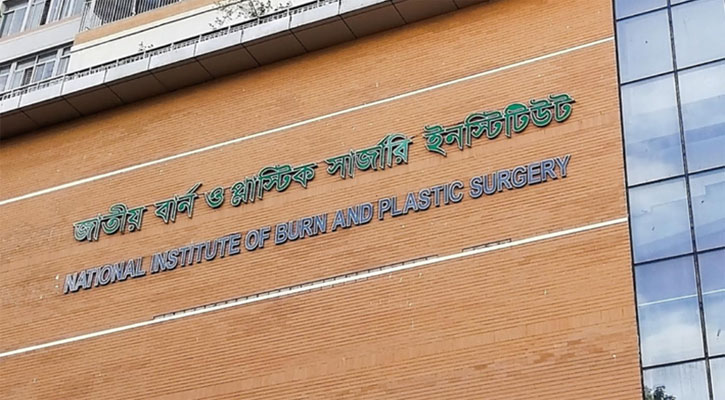 জাতীয় বার্ন ও প্লাস্টিক সার্জারি ইনস্টিটিউট
NATIONAL INSTITUTE OF BURN AND PLASTIC SURGERY